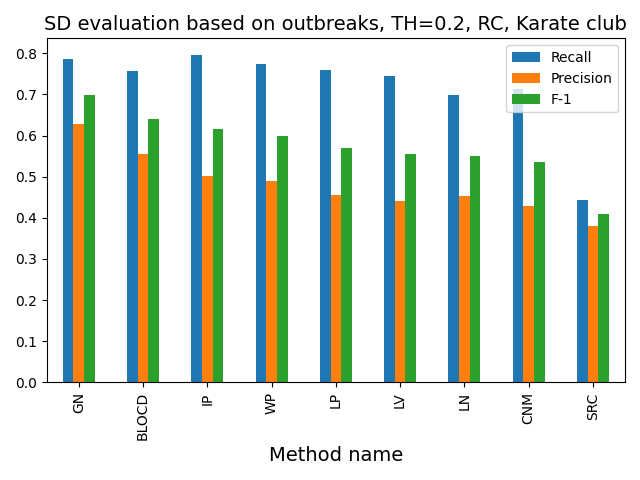 SD evaluation based on outbreaks, TH=0.2, RC, Karate club
Recall
Precision
F-1
0.8
0.7
0.6
0.5
0.4
0.3
0.2
0.1
0.0
GN
BLOCD
IP
WP
LP
LV
LN
CNM
SRC
Method name